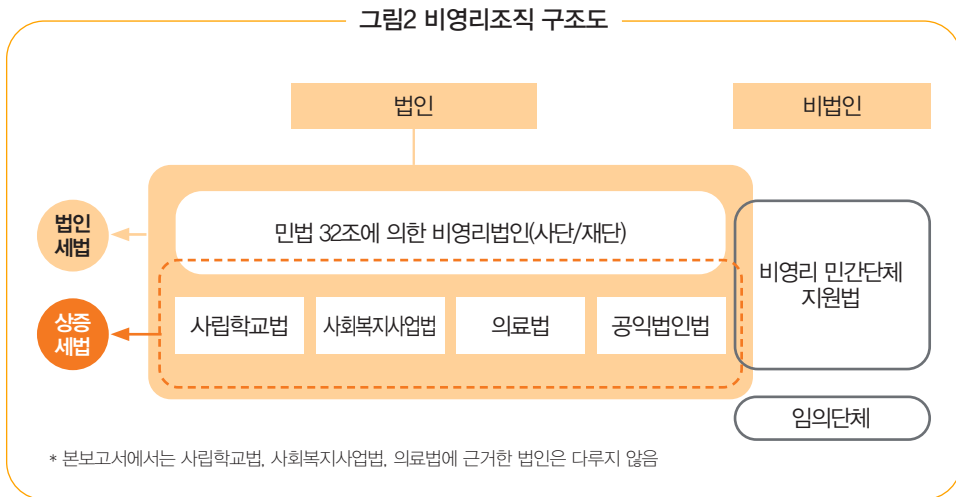 그림2 비영리조직 구조도
법인
비법인
법인
세법
민법 32조에 의한 비영리법인(사단/재단)
비영리 민간단체
지원법
상증
세법
사립학교법
사회복지사업법
의료법
공익법인법
임의단체
* 본보고서에서는 사립학교법, 사회복지사업법, 의료법에 근거한 법인은 다루지 않음